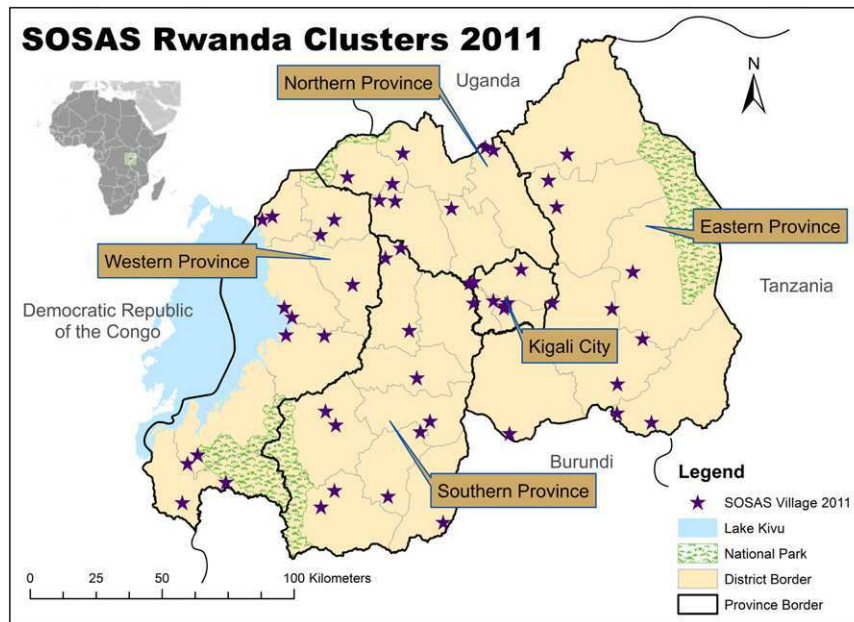 SOSAS Rwanda Clusters 2011
Northern Province
Uganda
N
Eastern Province
Western Province
Tanzania
Democratic Republic
of the Congo
Kigali City
Burundi
Southern Province
Legend
SOSAS Village 2011
Lake Kivu
National Park
District Border
Province Border
0 25 50 100 Kilometers